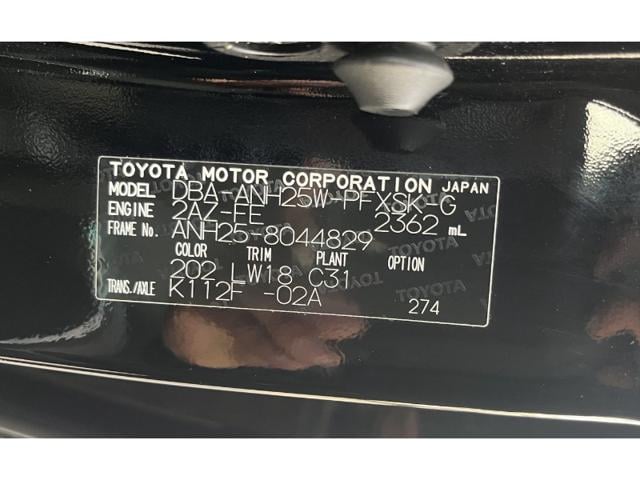 TOYOTA MOTOR CORPORATION JAPAN
MODEL DBA-ANH25W-PFXSK-G
ENGINE 2AZ-FE 2362 mL
FRAME No. ANH25-8044829
COLOR TRIM PLANT OPTION
202 LW18 C31
TRANS./AXLE K112F -02A
274